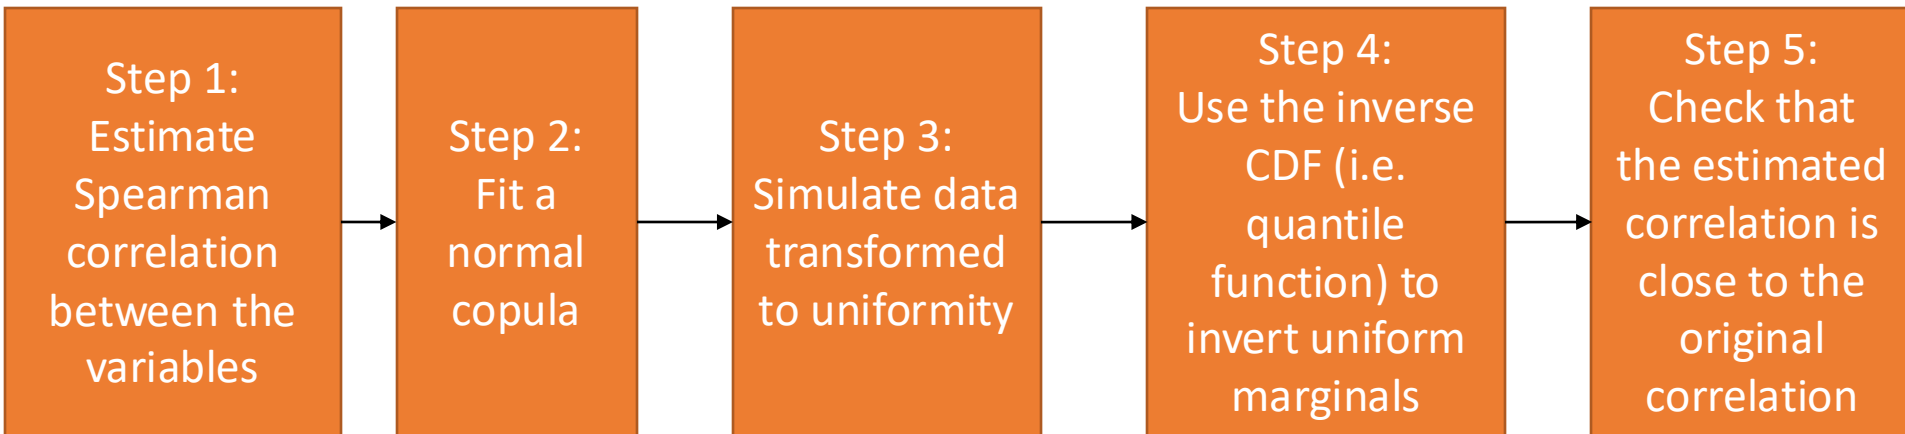 Step 1:
Estimate
Spearman
correlation
between the
variables
Step 2:
Fit a
normal
copula
Step 3:
Simulate data
transformed
to uniformity
Step 4:
Use the inverse
CDF (i.e.
quantile
function) to
invert uniform
marginals
Step 5:
Check that
the estimated
correlation is
close to the
original
correlation